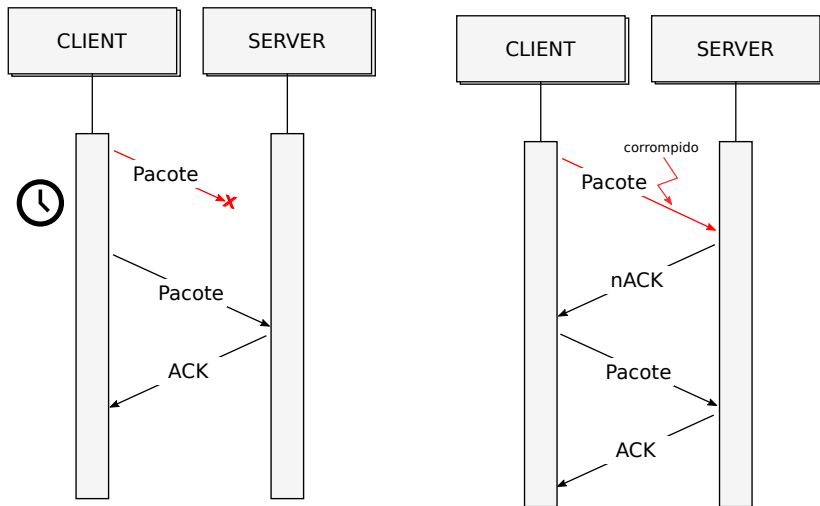 CLIENT
SERVER
Pacote
Pacote
ACK
CLIENT
SERVER
corrompido
Pacote
nACK
Pacote
ACK